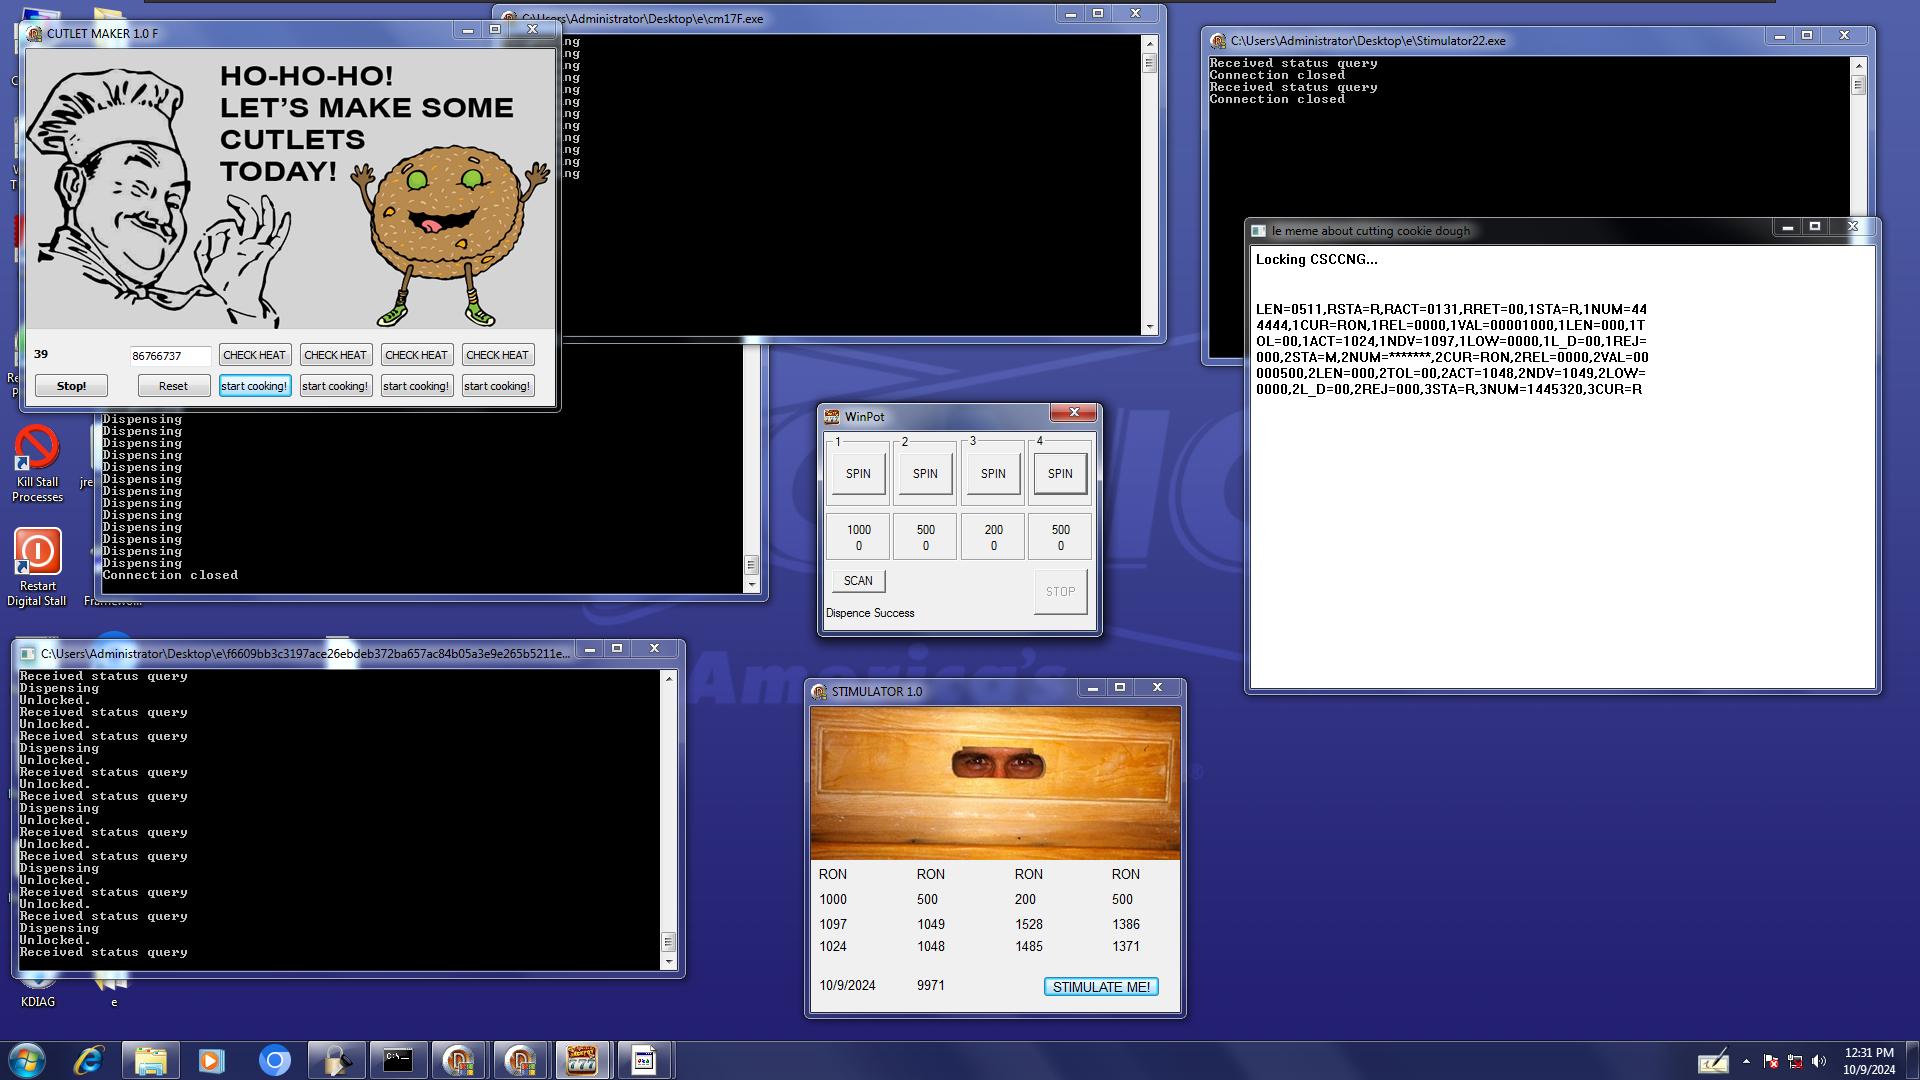 CUTLET MAKER 1.0 F
HO-HO-HO!
LET'S MAKE SOME
CUTLETS
TODAY!
39
86766737
CHECK HEAT
CHECK HEAT
CHECK HEAT
CHECK HEAT
Stop!
Reset
start cooking!
start cooking!
start cooking!
start cooking!
C:\Users\Administrator\Desktop\e\cm17F.exe
ng
ng
ng
ng
ng
ng
ng
ng
ng
ng
ng
ng
C:\Users\Administrator\Desktop\e\Stimulator22.exe
Received status query
Connection closed
Received status query
Connection closed
le meme about cutting cookie dough
Locking CSCCNG...
LEN=0511,RSTA=R,RACT=0131,RRET=00,1STA=R,1NUM=44
4444,1CUR=RON,1REL=0000,1VAL=00001000,1LEN=000,1T
OL=00,1ACT=1024,1NDV=1097,1LOW=0000,1L_D=00,1REJ=
000,2STA=M,2NUM=*******,2CUR=RON,2REL=0000,2VAL=00
000500,2LEN=000,2TOL=00,2ACT=1048,2NDV=1049,2LOW=
0000,2L_D=00,2REJ=000,3STA=R,3NUM=1445320,3CUR=R
Dispensing
Dispensing
Dispensing
Dispensing
Dispensing
Dispensing
Dispensing
Dispensing
Dispensing
Dispensing
Dispensing
Dispensing
Dispensing
Connection closed
Kill Stall
Processes
jre
Restart
Digital Stall
Framewo...
WinPot
1
2
3
4
SPIN
SPIN
SPIN
SPIN
1000
0
500
0
200
0
500
0
SCAN
STOP
Dispence Success
America's
C:\Users\Administrator\Desktop\e\f6609bb3c3197ace26ebdeb372ba657ac84b05a3e9e265b5211e...
Received status query
Dispensing
Unlocked.
Received status query
Unlocked.
Received status query
Dispensing
Unlocked.
Received status query
Unlocked.
Received status query
Dispensing
Unlocked.
Received status query
Unlocked.
Received status query
Dispensing
Unlocked.
Received status query
Unlocked.
Received status query
Dispensing
Unlocked.
Received status query
STIMULATOR 1.0
RON RON RON RON
1000 500 200 500
1097 1049 1528 1386
1024 1048 1485 1371
10/9/2024 9971
STIMULATE ME!
KDIAG
e
12:31 PM
10/9/2024